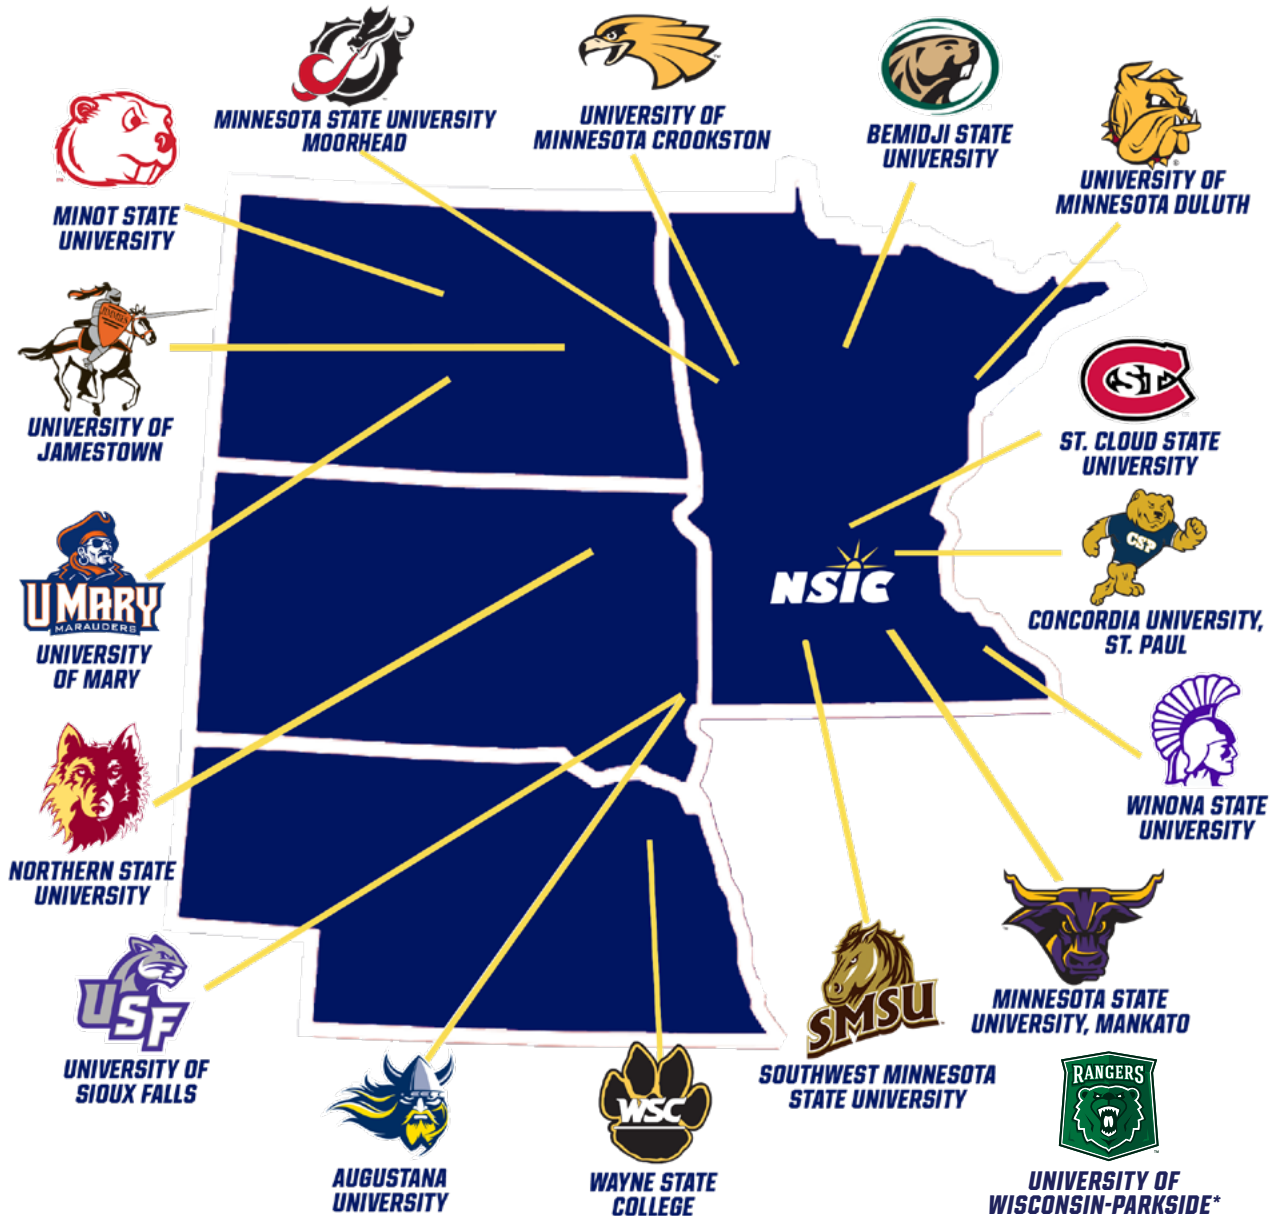 MINNESOTA STATE UNIVERSITY
MOORHEAD
UNIVERSITY OF
MINNESOTA CROOKSTON
BEMIDJI STATE
UNIVERSITY
UNIVERSITY OF
MINNESOTA DULUTH
MINOT STATE
UNIVERSITY
JIMMIES
UNIVERSITY OF
JAMESTOWN
ST. C
ST. CLOUD STATE
UNIVERSITY
CSP
CONCORDIA UNIVERSITY,
ST. PAUL
NSIC
U MARY
MARAUDERS
UNIVERSITY
OF MARY
WINONA STATE
UNIVERSITY
NORTHERN STATE
UNIVERSITY
USF
UNIVERSITY OF
SIOUX FALLS
AUGUSTANA
UNIVERSITY
WSC
WAYNE STATE
COLLEGE
SMSU
SOUTHWEST MINNESOTA
STATE UNIVERSITY
MINNESOTA STATE
UNIVERSITY, MANKATO
RANGERS
UNIVERSITY OF
WISCONSIN-PARKSIDE*